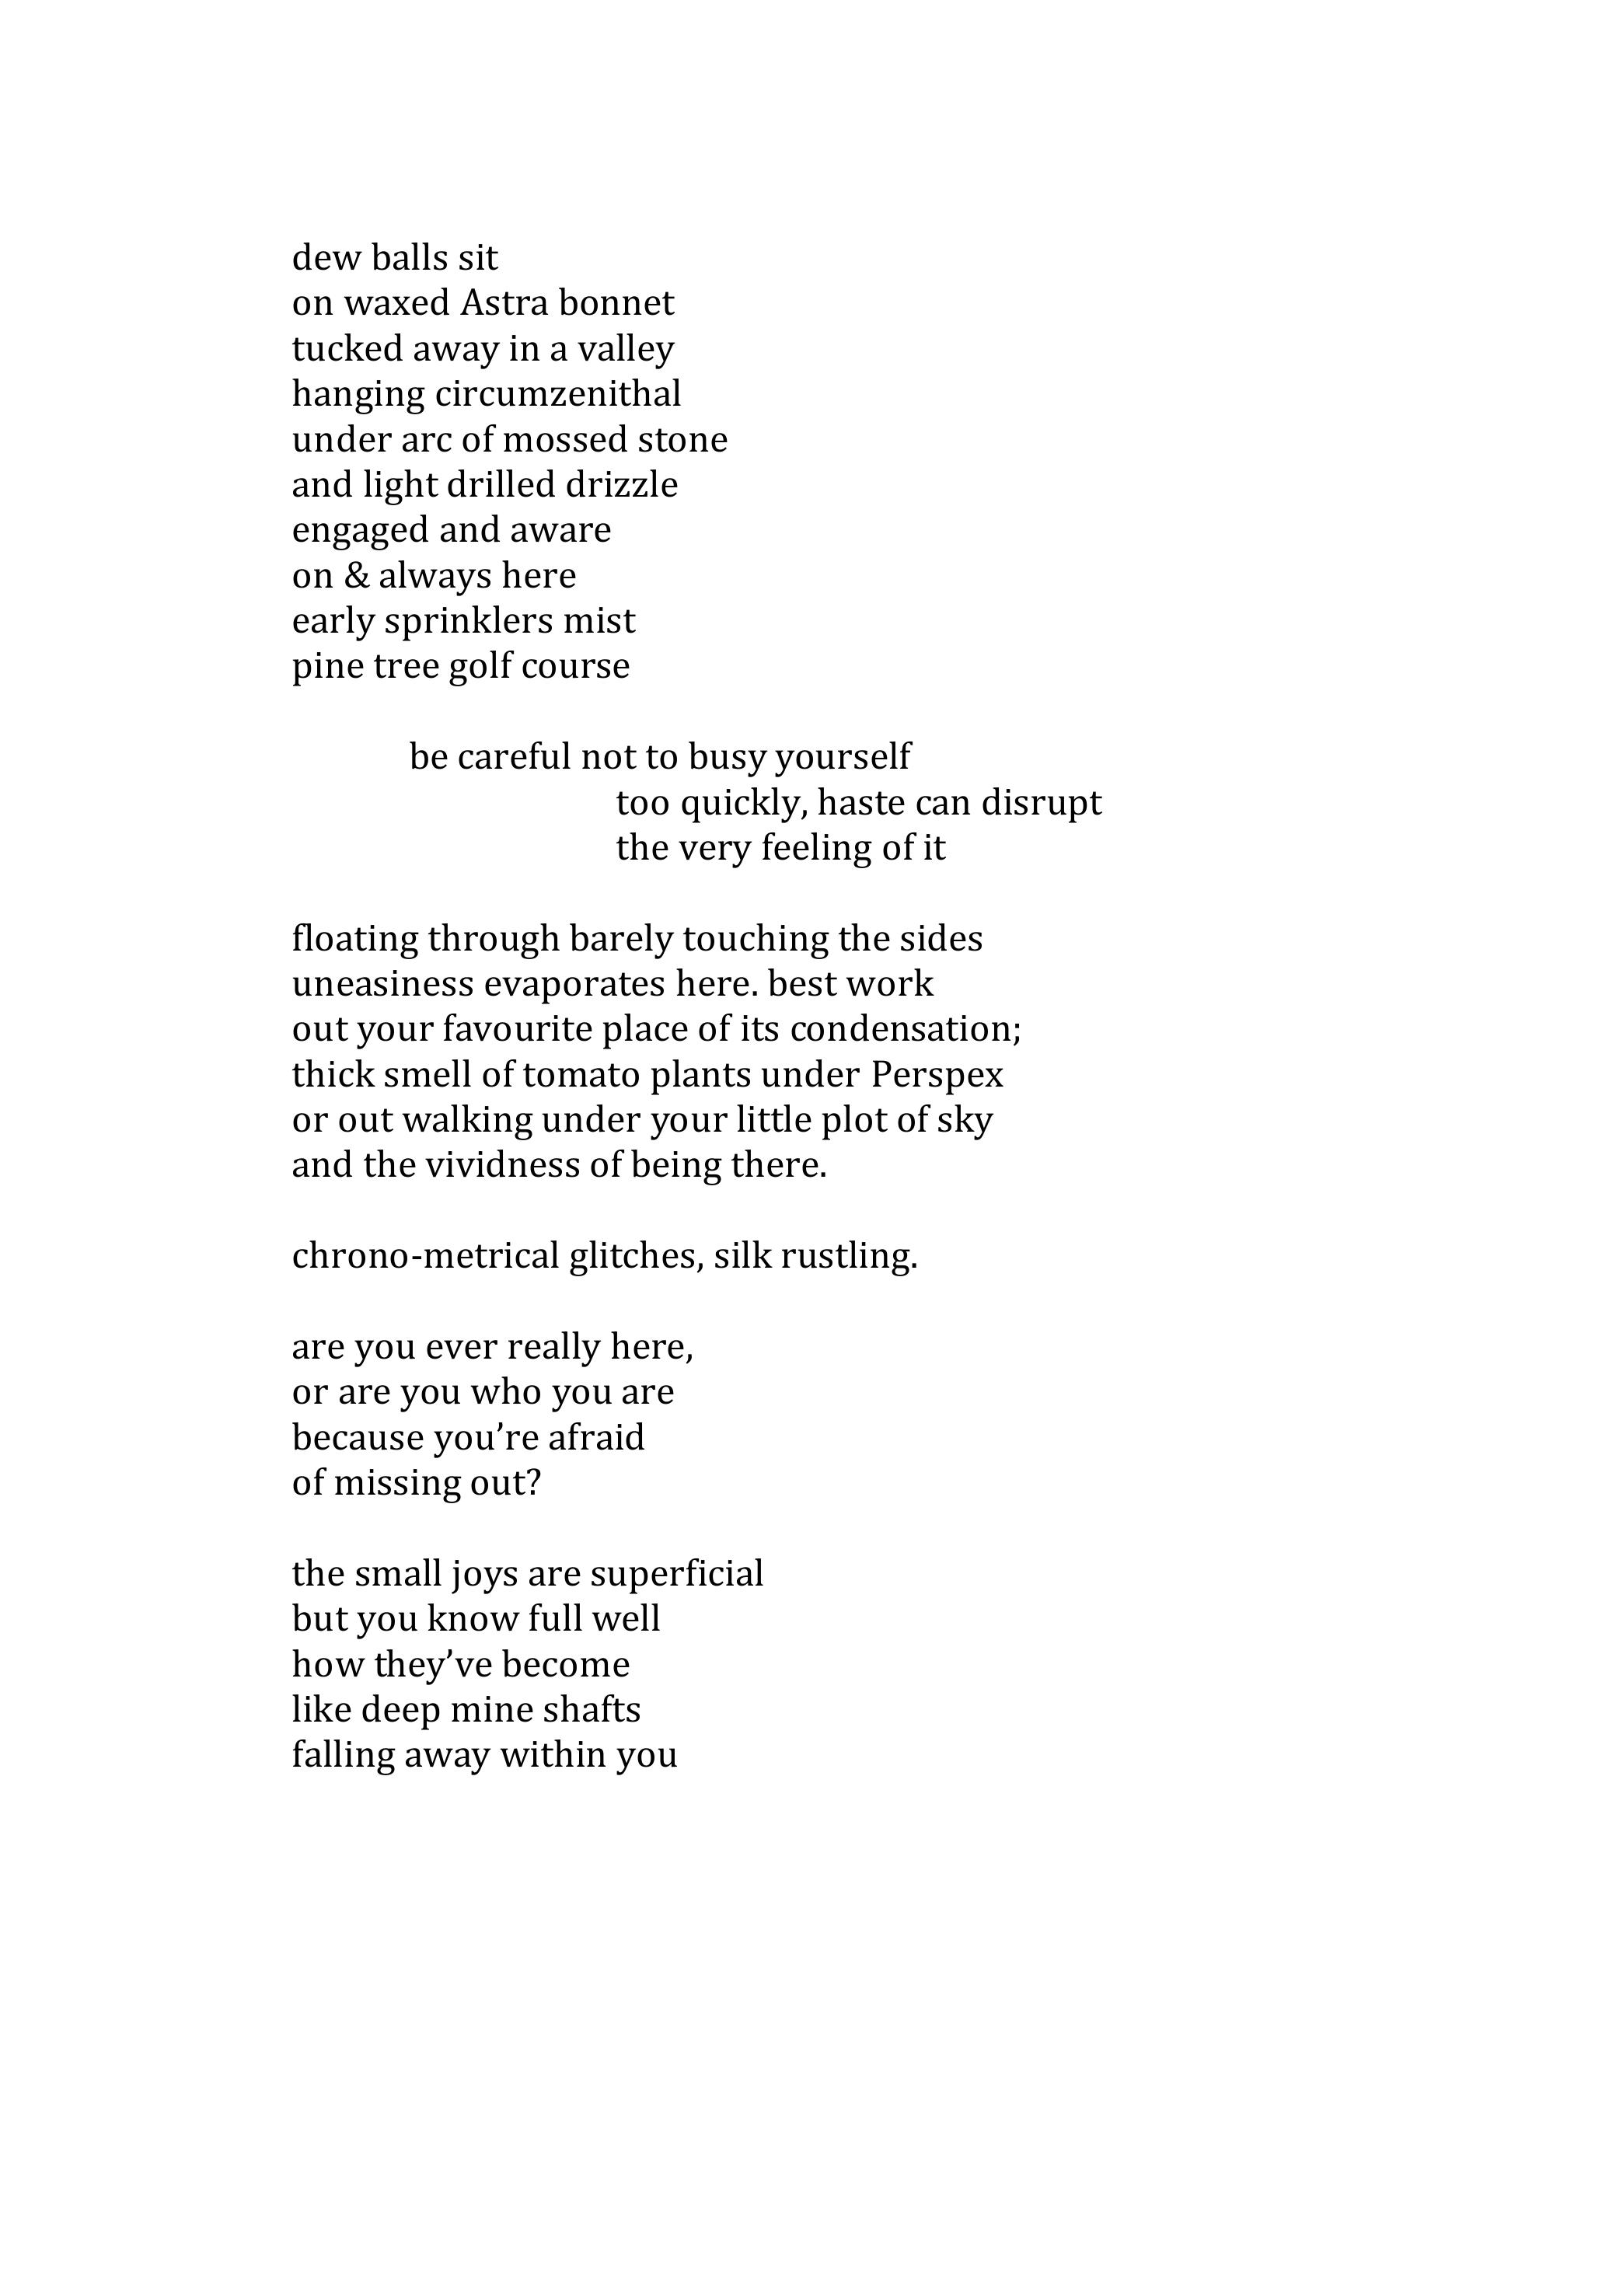 dew balls sit
on waxed Astra bonnet
tucked away in a valley
hanging circumzenithal
under arc of mossed stone
and light drilled drizzle
engaged and aware
on & always here
early sprinklers mist
pine tree golf course
be careful not to busy yourself
too quickly, haste can disrupt
the very feeling of it
floating through barely touching the sides
uneasiness evaporates here. best work
out your favourite place of its condensation;
thick smell of tomato plants under Perspex
or out walking under your little plot of sky
and the vividness of being there.
chrono-metrical glitches, silk rustling.
are you ever really here,
or are you who you are
because you’re afraid
of missing out?
the small joys are superficial
but you know full well
how they’ve become
like deep mine shafts
falling away within you